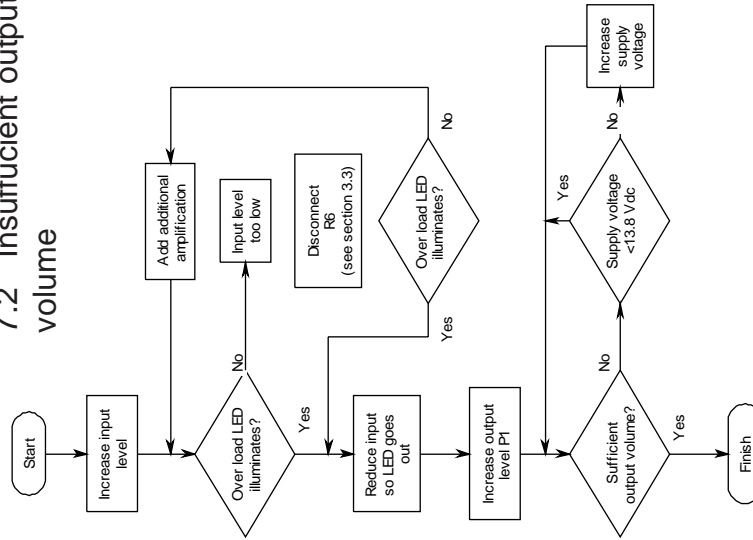 7.2 Insuffucient output
volume
Start
Increase input
level
Over load LED
illuminates?
No
Yes
Add additional
amplification
Input level
too low
Disconnect
R6
(see section 3.3)
Over load LED
illuminates?
No
Yes
Reduce input
so LED goes
out
Increase output
level P1
Sufficient
output volume?
No
Yes
Supply voltage
<13.8 Vdc
Yes
No
Increase
supply
voltage
Finish